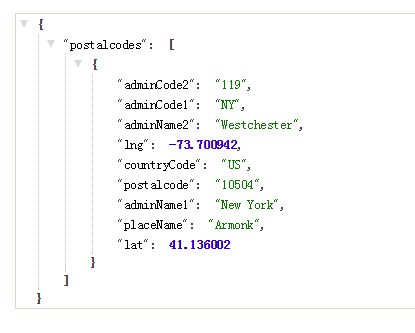 {
"postalcodes": [
{
"adminCode2": "119",
"adminCode1": "NY",
"adminName2": "Westchester",
"lng": -73.700942,
"countryCode": "US",
"postalcode": "10504",
"adminName1": "New York",
"placeName": "Armonk",
"lat": 41.136002
}
]
}